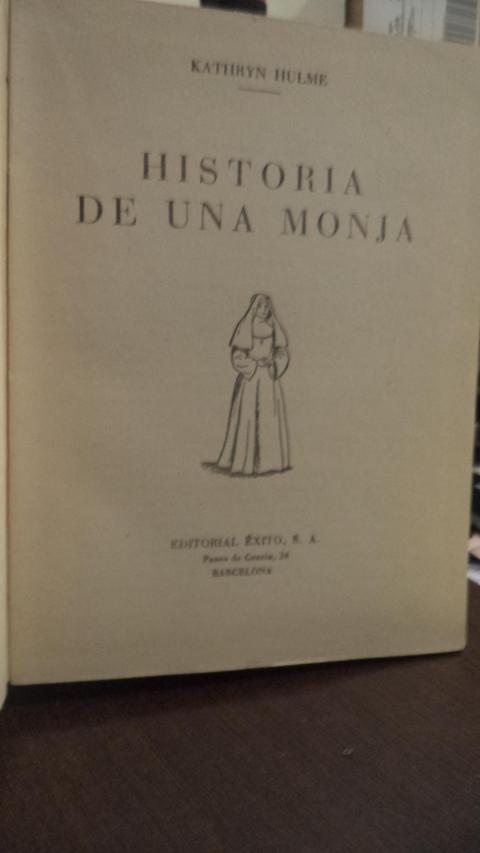 KATHRYN HULME
HISTORIA
DE UNA MONJA
EDITORIAL ÉXITO, S. A.
Paseo de Gracia, 24
BARCELONA